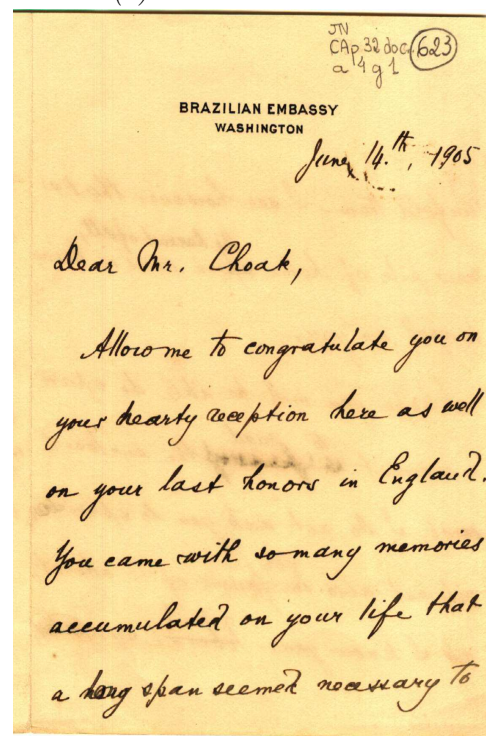 JN
CAp 32 doc 623
a 4 g 1
BRAZILIAN EMBASSY
WASHINGTON
June 14.th, 1905
Dear Mr. Choak,
Allow me to congratulate you on
your hearty reception here as well
on your last honors in England.
You came with so many memories
accumulated on your life that
a long span seemed necessary to